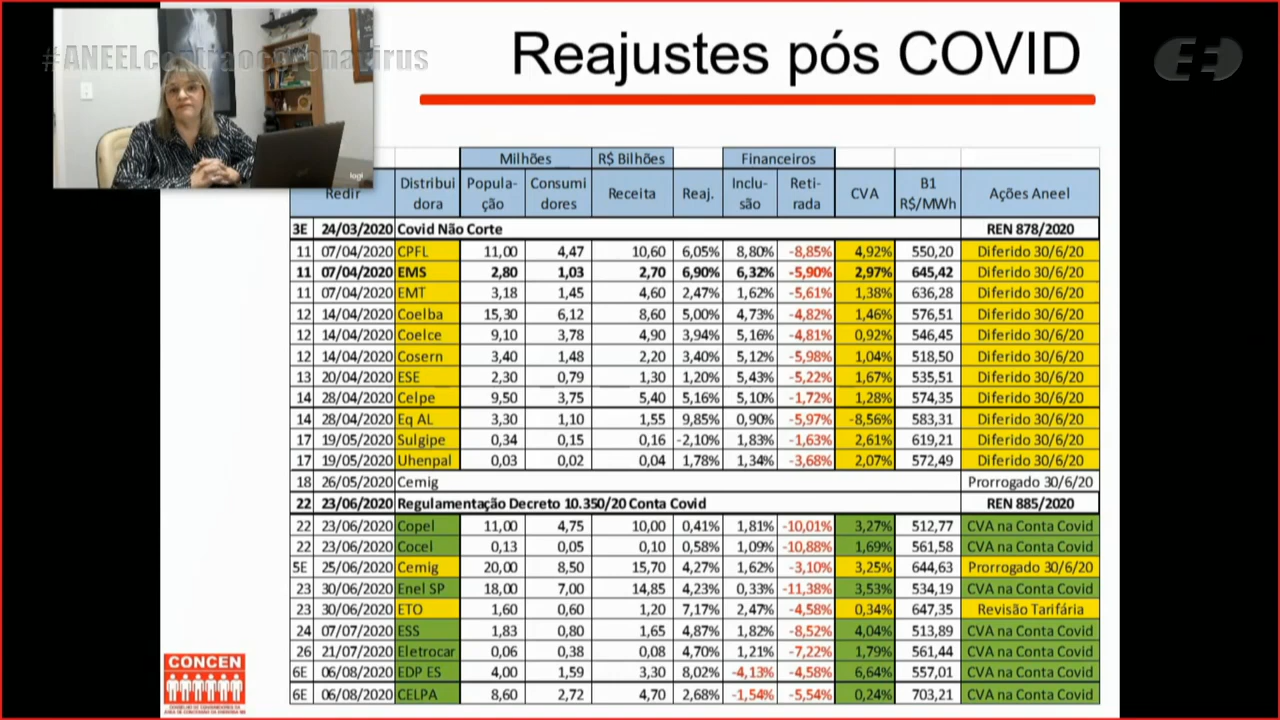 #ANEELcontraocoronavirus
Reajustes pós COVID
Milhões R$ Bilhões Financeiros
Redir Distribui dora Popula- ção Consumi dores Receita Reaj. Inclu- são Reti- rada CVA B1 R$/MWh Ações Aneel
3E 24/03/2020 Covid Não Corte REN 878/2020
11 07/04/2020 CPFL 11,00 4,47 10,60 6,05% 8,80% -8,85% 4,92% 550,20 Diferido 30/6/20
11 07/04/2020 EMS 2,80 1,03 2,70 6,90% 6,32% -5,90% 2,97% 645,42 Diferido 30/6/20
11 07/04/2020 EMT 3,18 1,45 4,60 2,47% 1,62% -5,61% 1,38% 636,28 Diferido 30/6/20
12 14/04/2020 Coelba 15,30 6,12 8,60 5,00% 4,73% -4,82% 1,46% 576,51 Diferido 30/6/20
12 14/04/2020 Coelce 9,10 3,78 4,90 3,94% 5,16% -4,81% 0,92% 546,45 Diferido 30/6/20
12 14/04/2020 Cosern 3,40 1,48 2,20 3,40% 5,12% -5,98% 1,04% 518,50 Diferido 30/6/20
13 20/04/2020 ESE 2,30 0,79 1,30 1,20% 5,43% -5,22% 1,67% 535,51 Diferido 30/6/20
14 28/04/2020 Celpe 9,50 3,75 5,40 5,16% 5,10% -1,72% 1,28% 574,35 Diferido 30/6/20
14 28/04/2020 Eq AL 3,30 1,10 1,55 9,85% 0,90% -5,97% -8,56% 583,31 Diferido 30/6/20
17 19/05/2020 Sulgipe 0,34 0,15 0,16 -2,10% 1,83% -1,63% 2,61% 619,21 Diferido 30/6/20
17 19/05/2020 Uhenpal 0,03 0,02 0,04 1,78% 1,34% -3,68% 2,07% 572,49 Diferido 30/6/20
18 26/05/2020 Cemig Prorrogado 30/6/20
22 23/06/2020 Regulamentação Decreto 10.350/20 Conta Covid REN 885/2020
22 23/06/2020 Copel 11,00 4,75 10,00 0,41% 1,81% -10,01% 3,27% 512,77 CVA na Conta Covid
22 23/06/2020 Cocel 0,13 0,05 0,10 0,58% 1,09% -10,88% 1,69% 561,58 CVA na Conta Covid
5E 25/06/2020 Cemig 20,00 8,50 15,70 4,27% 1,62% -3,10% 3,25% 644,63 Prorrogado 30/6/20
23 30/06/2020 Enel SP 18,00 7,00 14,85 4,23% 0,33% -11,38% 3,53% 534,19 CVA na Conta Covid
23 30/06/2020 ETO 1,60 0,60 1,20 7,17% 2,47% -4,58% 0,34% 647,35 Revisão Tarifária
24 07/07/2020 ESS 1,83 0,80 1,65 4,87% 1,82% -8,52% 4,04% 513,89 CVA na Conta Covid
26 21/07/2020 Eletrocar 0,06 0,38 0,08 4,70% 1,21% -7,22% 1,79% 561,44 CVA na Conta Covid
6E 06/08/2020 EDP ES 4,00 1,59 3,30 8,02% -4,13% -4,58% 6,64% 557,01 CVA na Conta Covid
6E 06/08/2020 CELPA 8,60 2,72 4,70 2,68% -1,54% -5,54% 0,24% 703,21 CVA na Conta Covid
logi
CONCEN